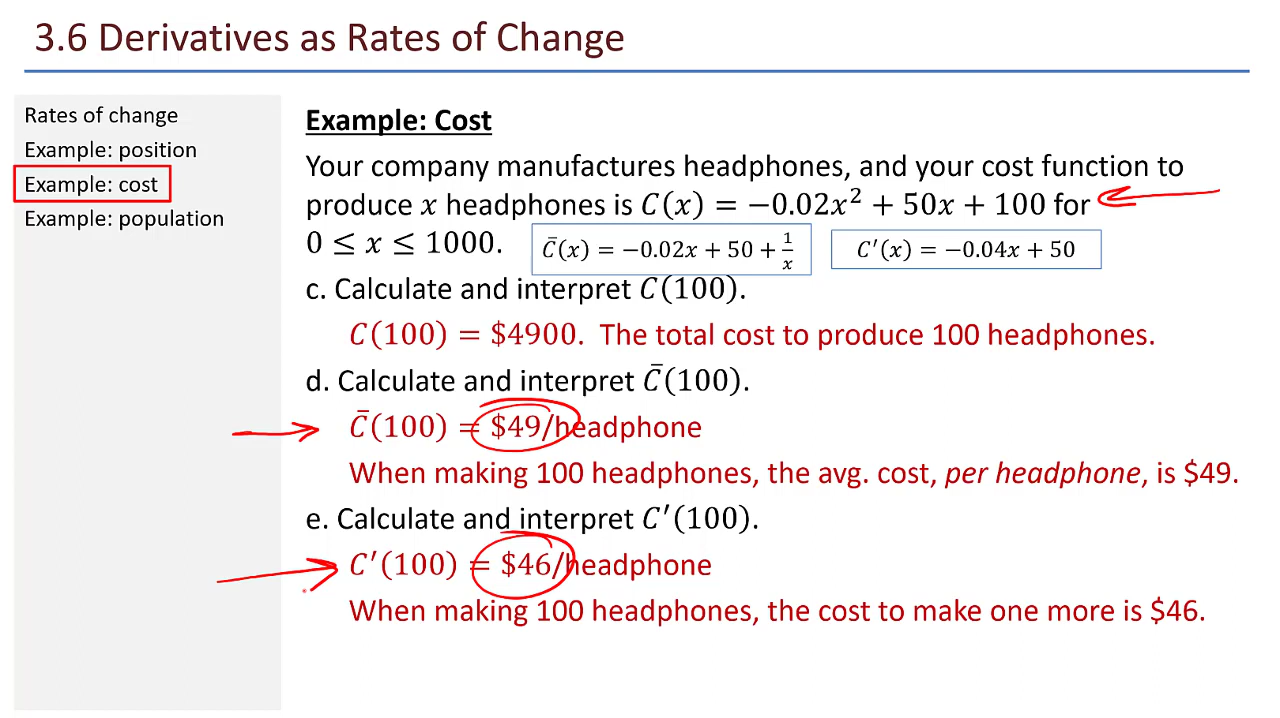 3.6 Derivatives as Rates of Change
Rates of change
Example: position
Example: cost
Example: population
Example: Cost
Your company manufactures headphones, and your cost function to
produce x headphones is C(x) = −0.02x² + 50x + 100 for
0 ≤ x ≤ 1000.
C̄(x) = −0.02x + 50 + 1/x
C′(x) = −0.04x + 50
c. Calculate and interpret C(100).
C(100) = $4900. The total cost to produce 100 headphones.
d. Calculate and interpret C̄(100).
C̄(100) = $49/headphone
When making 100 headphones, the avg. cost, per headphone, is $49.
e. Calculate and interpret C′(100).
C′(100) = $46/headphone
When making 100 headphones, the cost to make one more is $46.